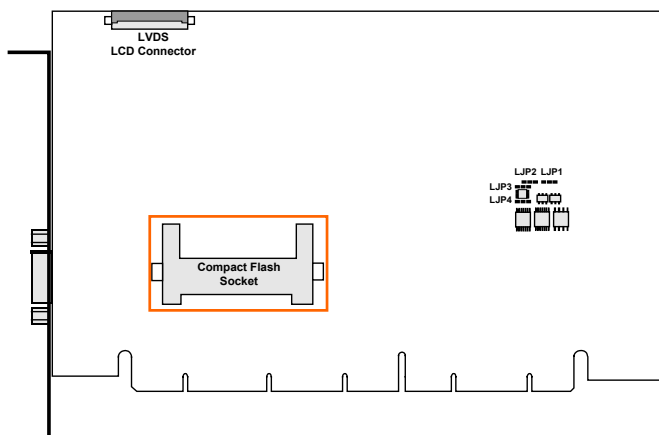 LVDS
LCD Connector
LJP2 LJP1
LJP3
LJP4
Compact Flash
Socket